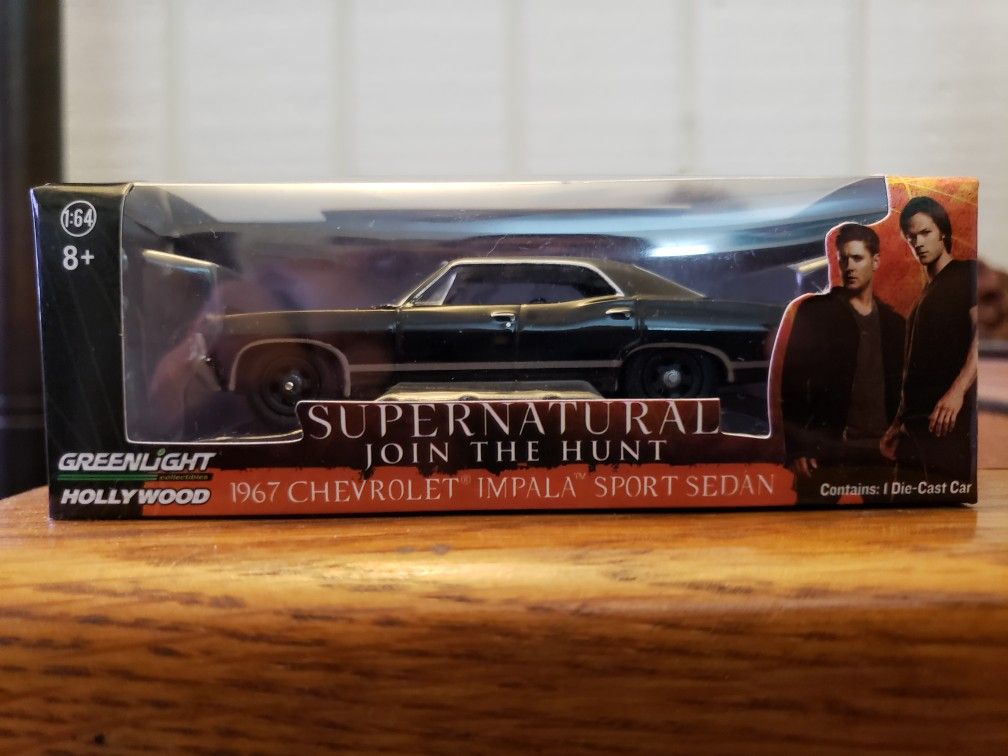 1:64
8+
SUPERNATURAL
JOIN THE HUNT
GREENLIGHT
collectibles
HOLLYWOOD
1967 CHEVROLET® IMPALA™ SPORT SEDAN
Contains: 1 Die-Cast Car